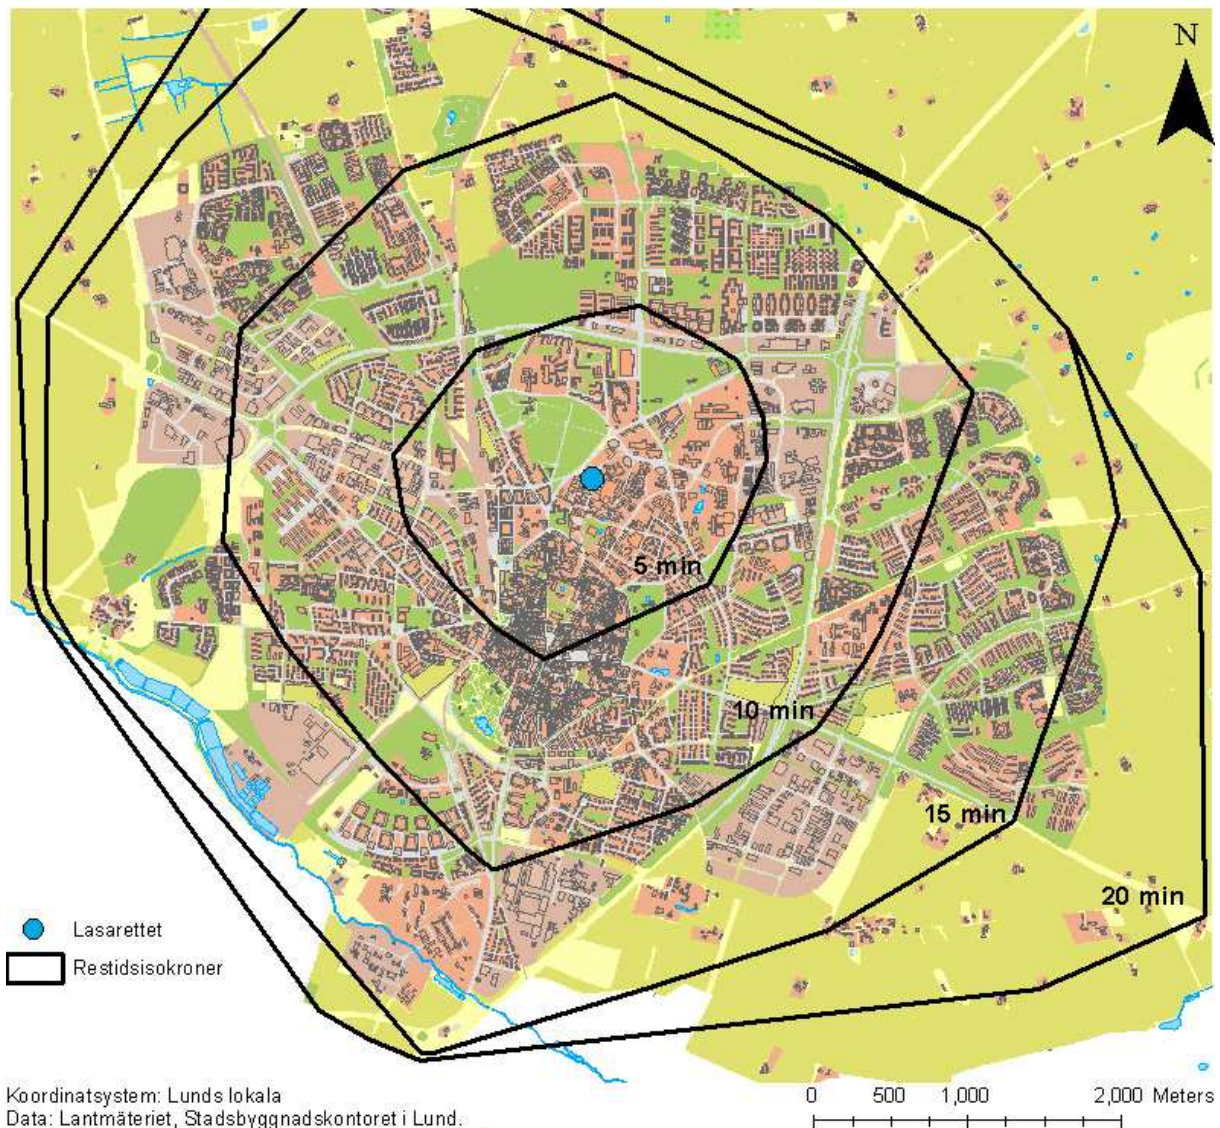 N
5 min
10 min
15 min
20 min
Lasarettet
Restidsisokroner
Koordinatsystem: Lunds lokala
Data: Lantmäteriet, Stadsbyggnadskontoret i Lund.
0 500 1,000 2,000 Meters